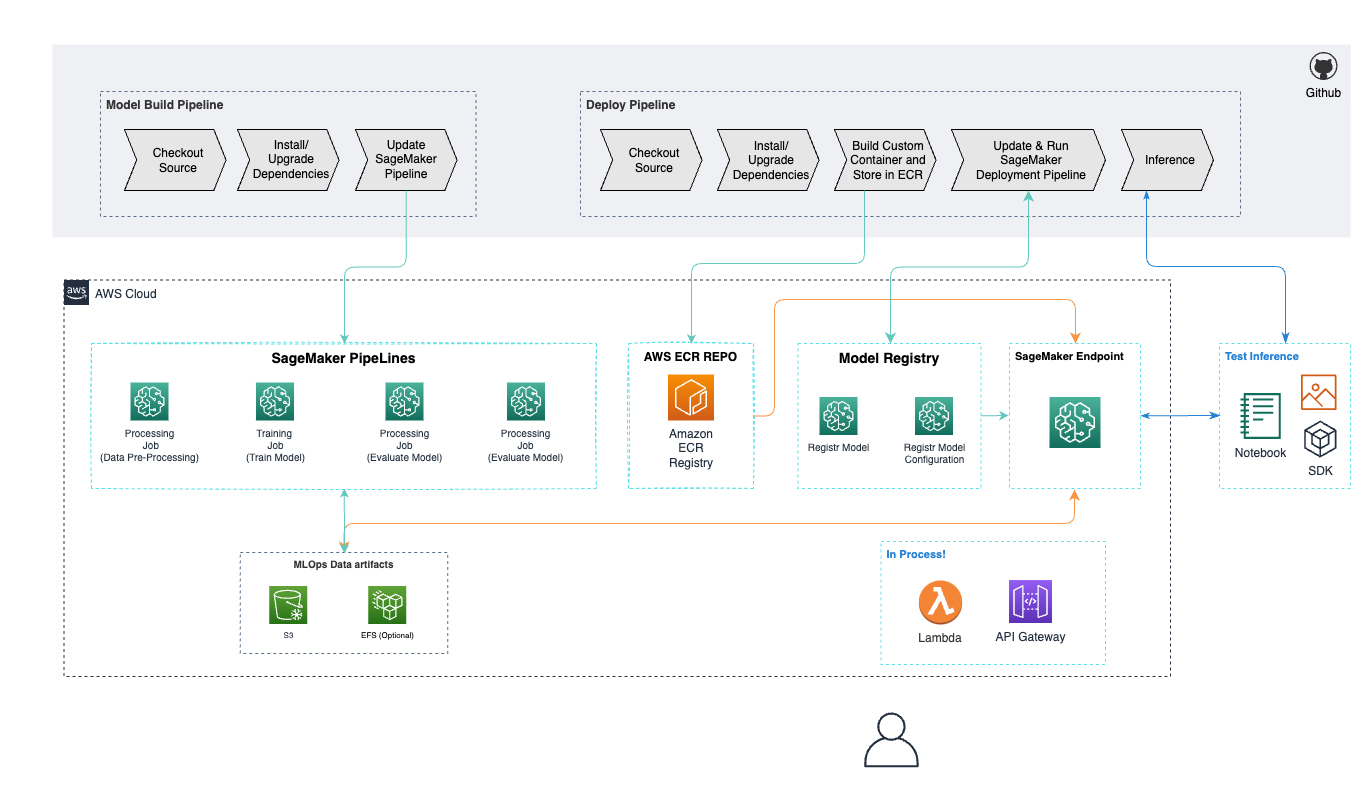 Github
Model Build Pipeline
Checkout
Source
Install/
Upgrade
Dependencies
Update
SageMaker
Pipeline
Deploy Pipeline
Checkout
Source
Install/
Upgrade
Dependencies
Build Custom
Container and
Store in ECR
Update & Run
SageMaker
Deployment Pipeline
Inference
aws
AWS Cloud
SageMaker PipeLines
Processing
Job
(Data Pre-Processing)
Training
Job
(Train Model)
Processing
Job
(Evaluate Model)
Processing
Job
(Evaluate Model)
AWS ECR REPO
Amazon
ECR
Registry
Model Registry
Registr Model
Registr Model
Configuration
SageMaker Endpoint
Test Inference
Notebook
SDK
MLOps Data artifacts
S3
EFS (Optional)
In Process!
Lambda
API Gateway